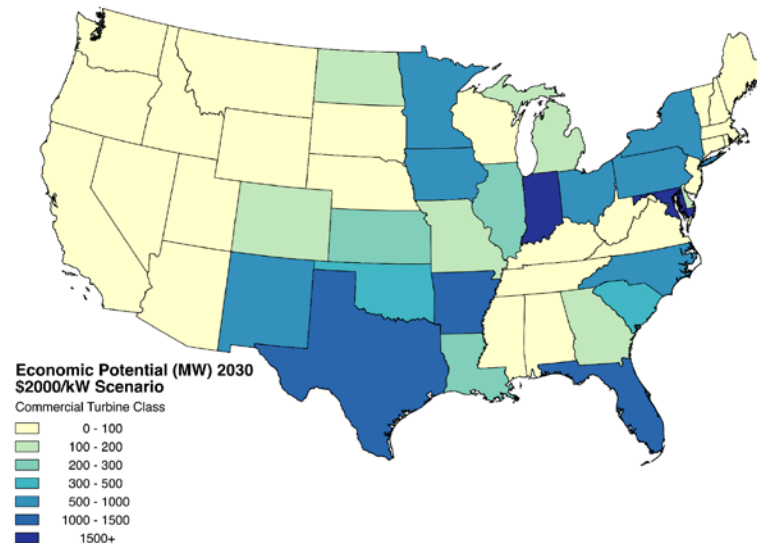 Economic Potential (MW) 2030
$2000/kW Scenario
Commercial Turbine Class
0 - 100
100 - 200
200 - 300
300 - 500
500 - 1000
1000 - 1500
1500+